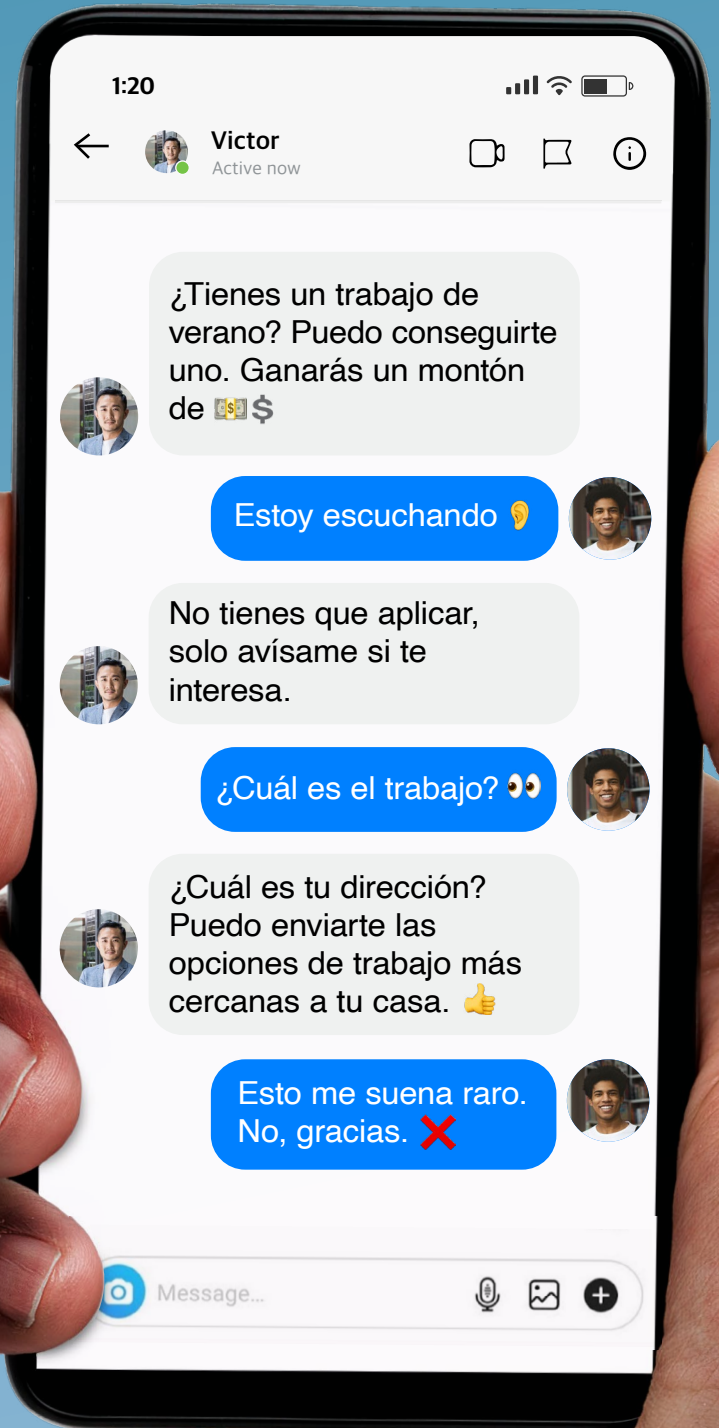 1:20
Victor
Active now
¿Tienes un trabajo de
verano? Puedo conseguirte
uno. Ganarás un montón
de 💵$
Estoy escuchando 👂
No tienes que aplicar,
solo avísame si te
interesa.
¿Cuál es el trabajo? 👀
¿Cuál es tu dirección?
Puedo enviarte las
opciones de trabajo más
cercanas a tu casa. 👍
Esto me suena raro.
No, gracias. ❌
Message...